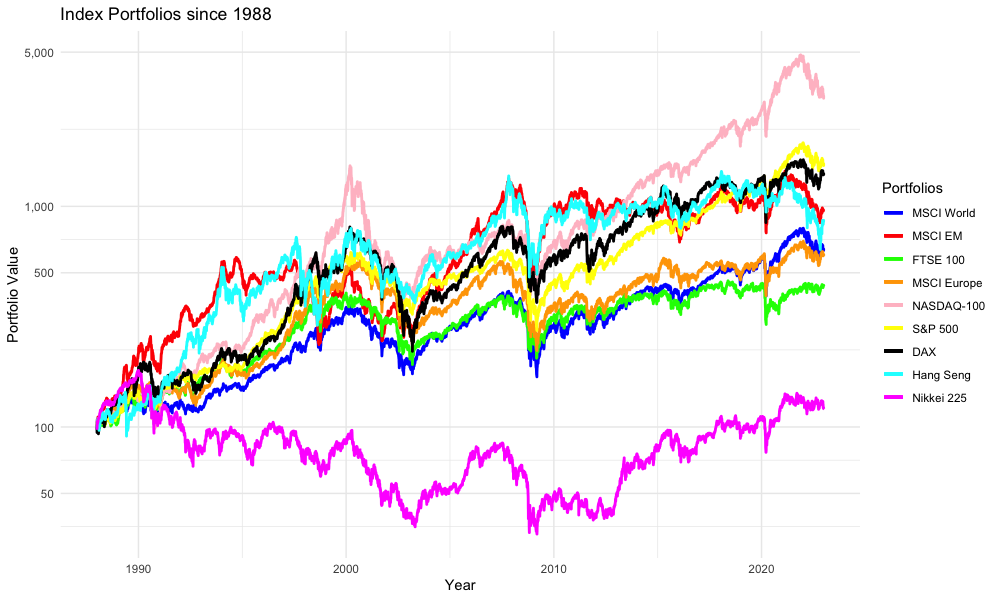 Index Portfolios since 1988
Portfolio Value
5,000
1,000
500
100
50
1990
2000
2010
2020
Year
Portfolios
MSCI World
MSCI EM
FTSE 100
MSCI Europe
NASDAQ-100
S&P 500
DAX
Hang Seng
Nikkei 225